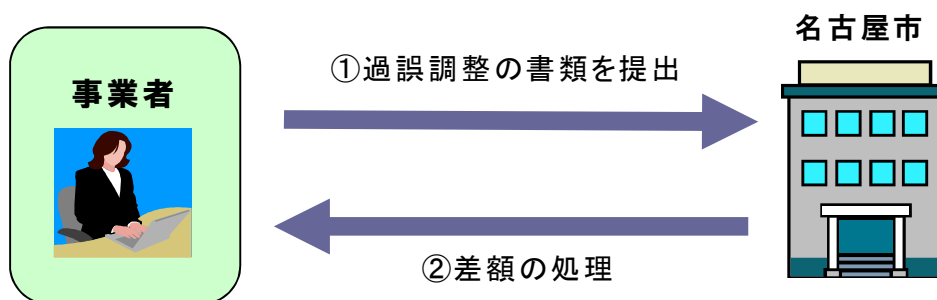 名古屋市
事業者
①過誤調整の書類を提出
②差額の処理